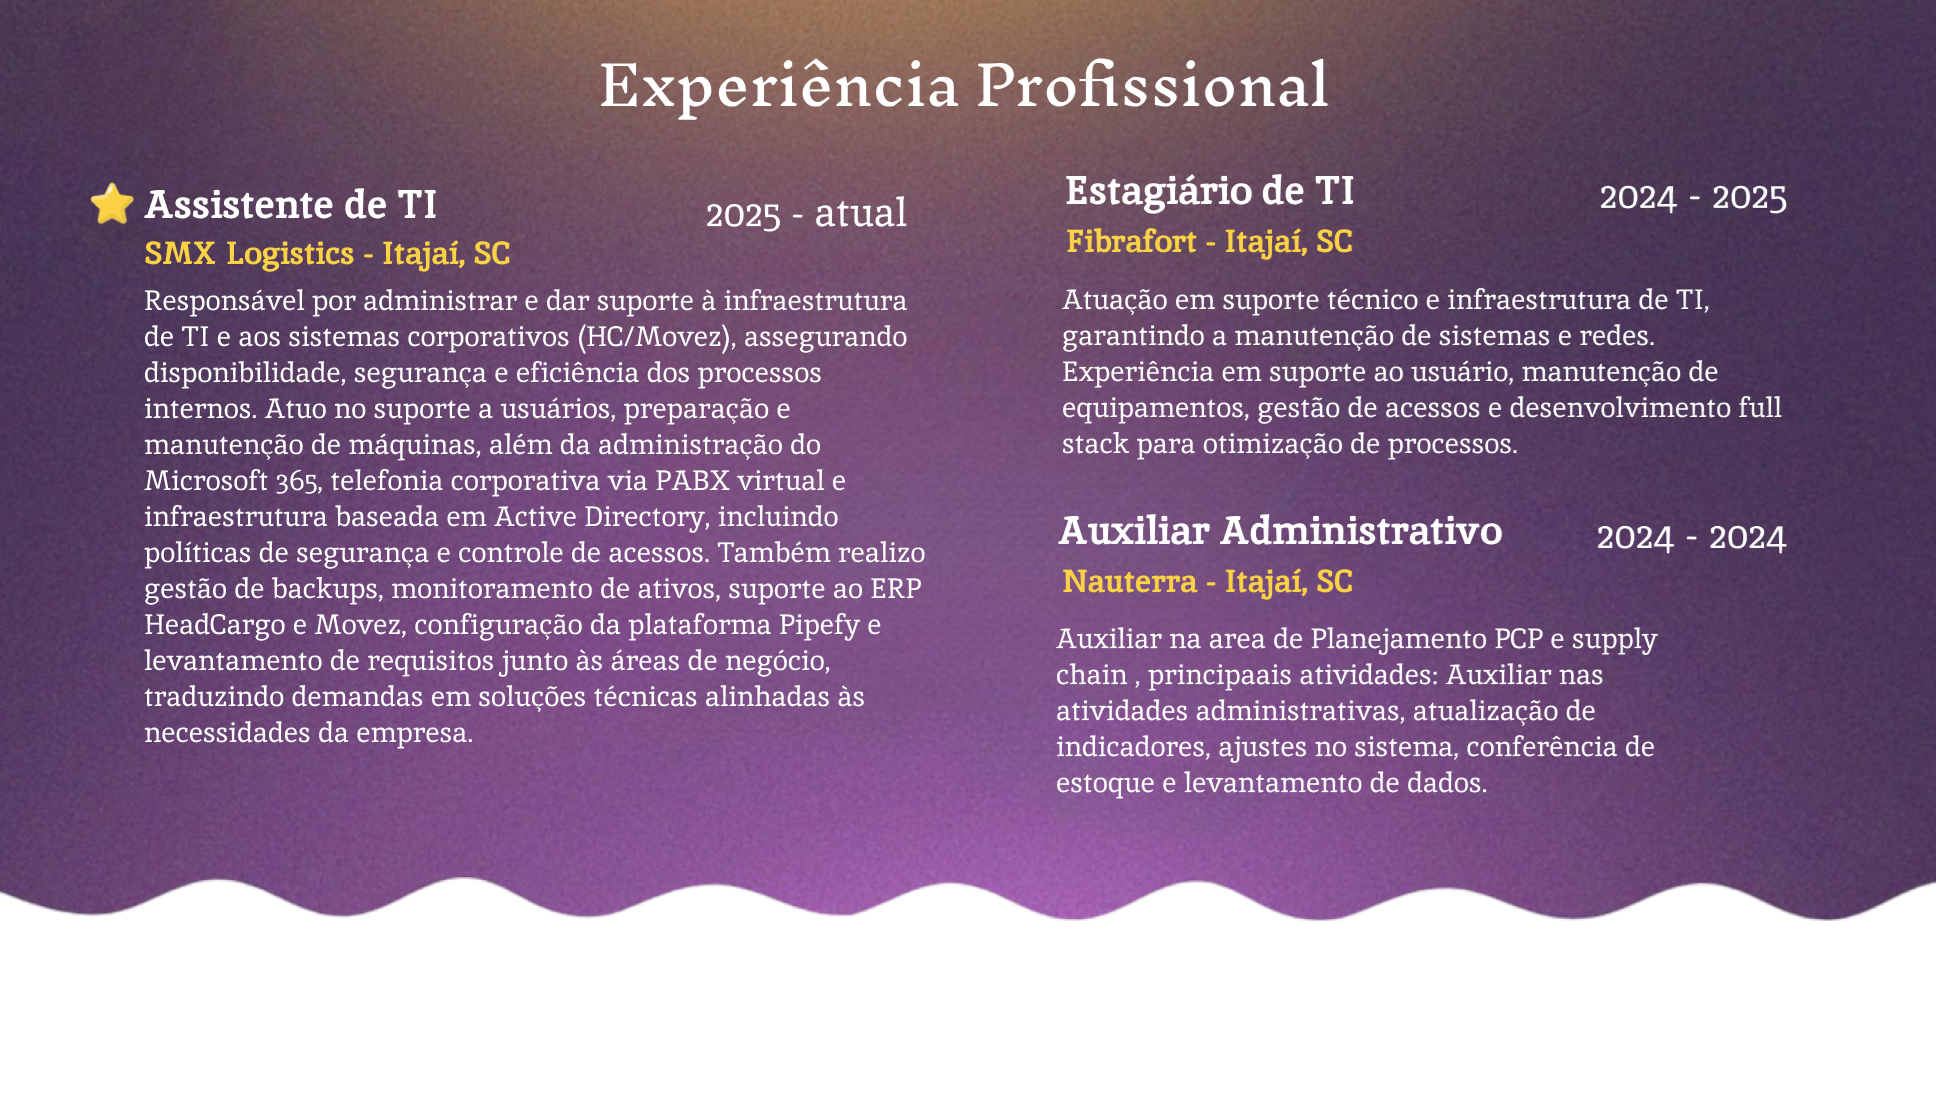 Experiência Profissional
Assistente de TI
2025 - atual
SMX Logistics - Itajaí, SC
Responsável por administrar e dar suporte à infraestrutura
de TI e aos sistemas corporativos (HC/Movez), assegurando
disponibilidade, segurança e eficiência dos processos
internos. Atuo no suporte a usuários, preparação e
manutenção de máquinas, além da administração do
Microsoft 365, telefonia corporativa via PABX virtual e
infraestrutura baseada em Active Directory, incluindo
políticas de segurança e controle de acessos. Também realizo
gestão de backups, monitoramento de ativos, suporte ao ERP
HeadCargo e Movez, configuração da plataforma Pipefy e
levantamento de requisitos junto às áreas de negócio,
traduzindo demandas em soluções técnicas alinhadas às
necessidades da empresa.
Estagiário de TI
2024 - 2025
Fibrafort - Itajaí, SC
Atuação em suporte técnico e infraestrutura de TI,
garantindo a manutenção de sistemas e redes.
Experiência em suporte ao usuário, manutenção de
equipamentos, gestão de acessos e desenvolvimento full
stack para otimização de processos.
Auxiliar Administrativo
2024 - 2024
Nauterra - Itajaí, SC
Auxiliar na area de Planejamento PCP e supply
chain , principaais atividades: Auxiliar nas
atividades administrativas, atualização de
indicadores, ajustes no sistema, conferência de
estoque e levantamento de dados.